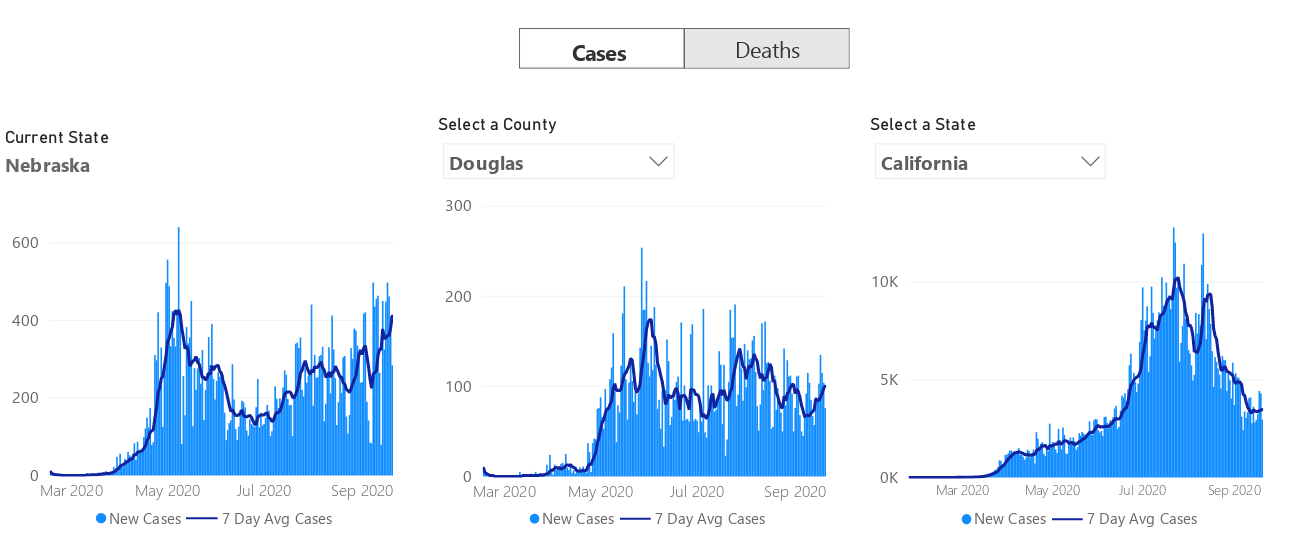 Cases Deaths
Current State
Nebraska
600
400
200
0
Mar 2020 May 2020 Jul 2020 Sep 2020
New Cases 7 Day Avg Cases
Select a County
Douglas
300
200
100
0
Mar 2020 May 2020 Jul 2020 Sep 2020
New Cases 7 Day Avg Cases
Select a State
California
10K
5K
0K
Mar 2020 May 2020 Jul 2020 Sep 2020
New Cases 7 Day Avg Cases